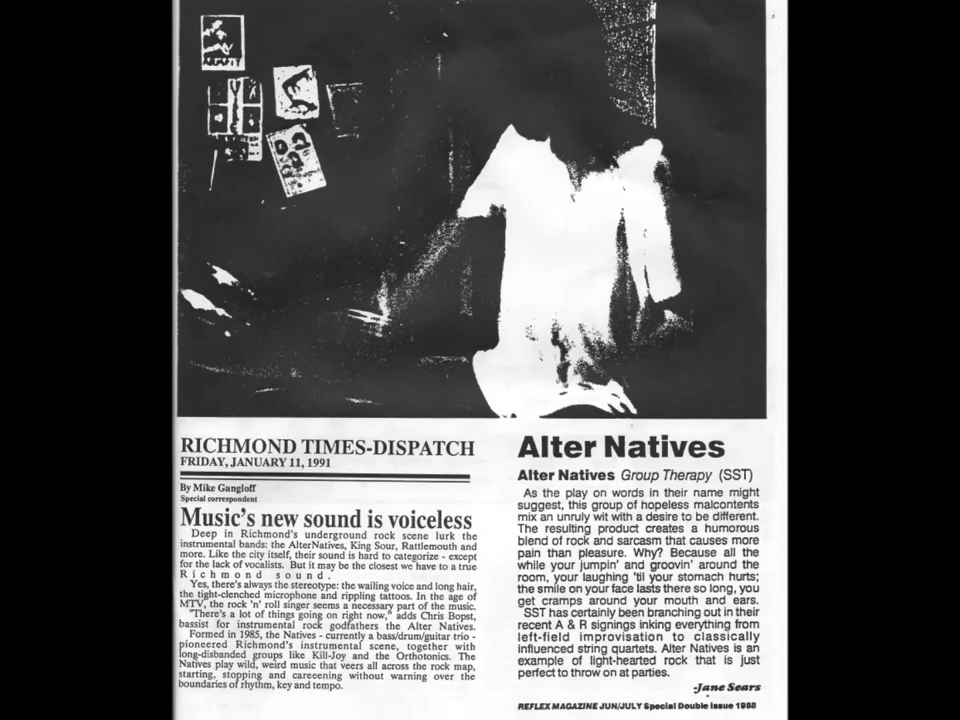 RICHMOND TIMES-DISPATCH
FRIDAY, JANUARY 11, 1991
By Mike Gangloff
Special correspondent
Music's new sound is voiceless
Deep in Richmond's underground rock scene lurk the
instrumental bands: the AlterNatives, King Sour, Rattlemouth and
more. Like the city itself, their sound is hard to categorize - except
for the lack of vocalists. But it may be the closest we have to a true
Richmond sound.
Yes, there's always the stereotype: the wailing voice and long hair,
the tight-clenched microphone and rippling tattoos. In the age of
MTV, the rock 'n' roll singer seems a necessary part of the music.
"There's a lot of things going on right now," adds Chris Bopst,
bassist for instrumental rock godfathers the Alter Natives.
Formed in 1985, the Natives - currently a bass/drum/guitar trio -
pioneered Richmond's instrumental scene, together with
long-disbanded groups like Kill-Joy and the Orthotonics. The
Natives play wild, weird music that veers all across the rock map,
starting, stopping and careeening without warning over the
boundaries of rhythm, key and tempo.
Alter Natives
Alter Natives Group Therapy (SST)
As the play on words in their name might
suggest, this group of hopeless malcontents
mix an unruly wit with a desire to be different.
The resulting product creates a humorous
blend of rock and sarcasm that causes more
pain than pleasure. Why? Because all the
while your jumpin' and groovin' around the
room, your laughing 'til your stomach hurts;
the smile on your face lasts there so long, you
get cramps around your mouth and ears.
SST has certainly been branching out in their
recent A & R signings inking everything from
left-field improvisation to classically
influenced string quartets. Alter Natives is an
example of light-hearted rock that is just
perfect to throw on at parties.
-Jane Sears
REFLEX MAGAZINE JUN/JULY Special Double issue 1988